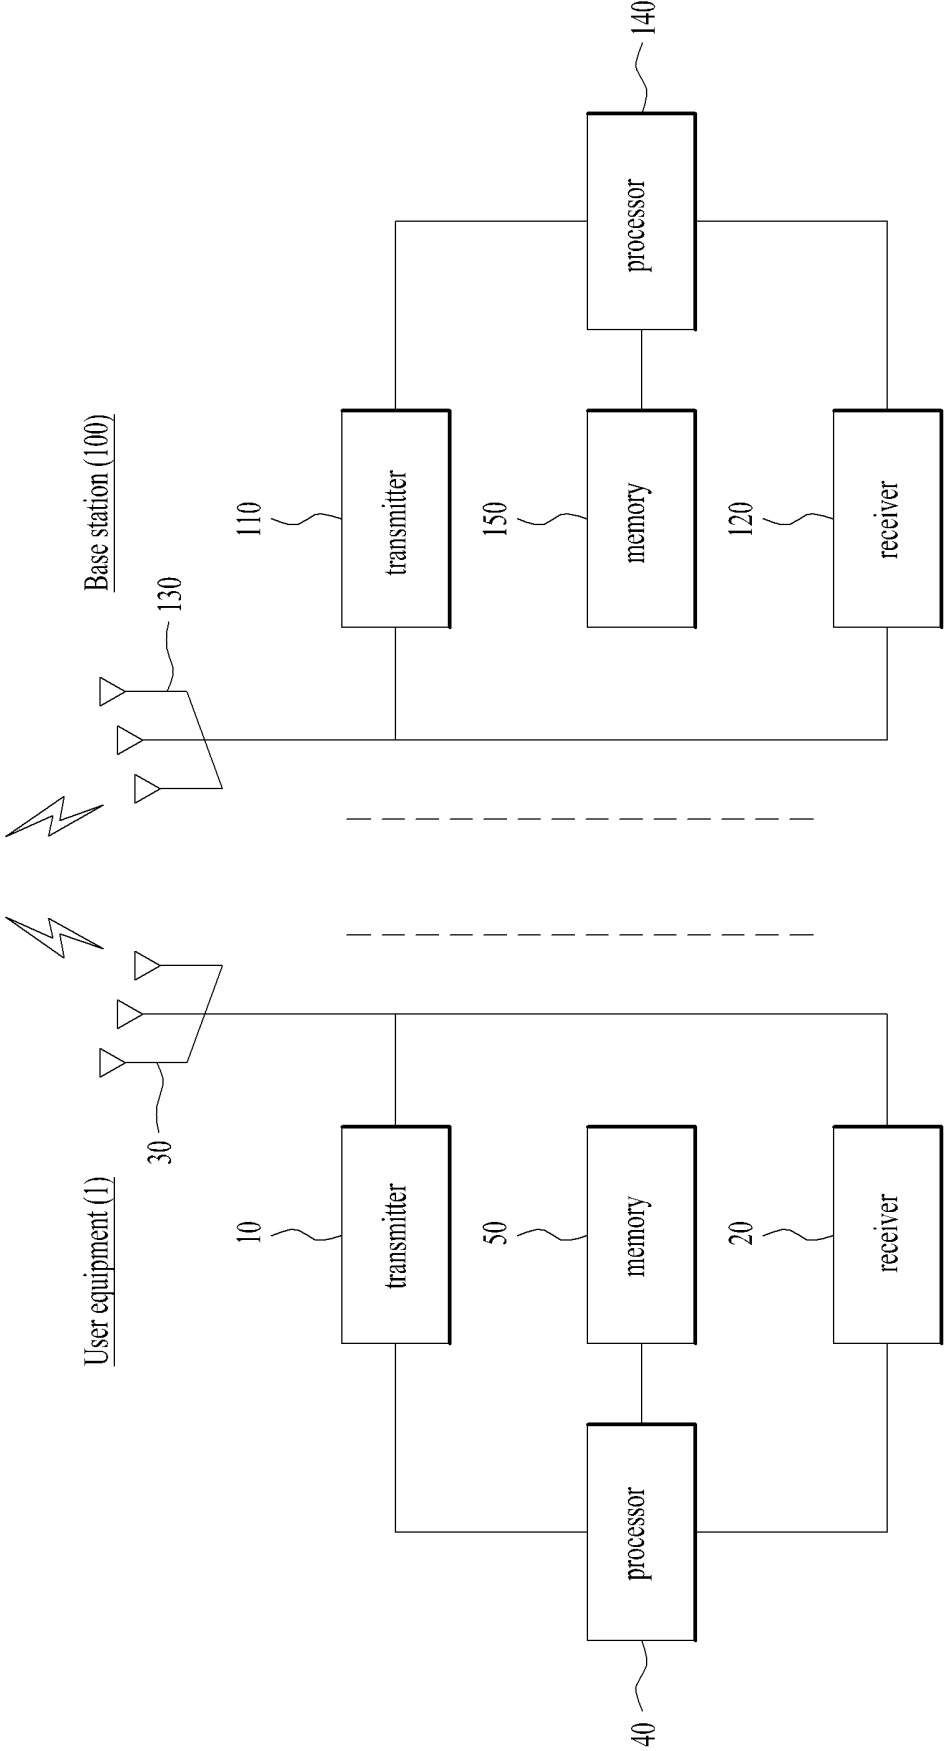 User equipment (1)
Base station (100)
30
130
10
transmitter
110
transmitter
40
processor
50
memory
150
memory
processor
140
20
receiver
120
receiver